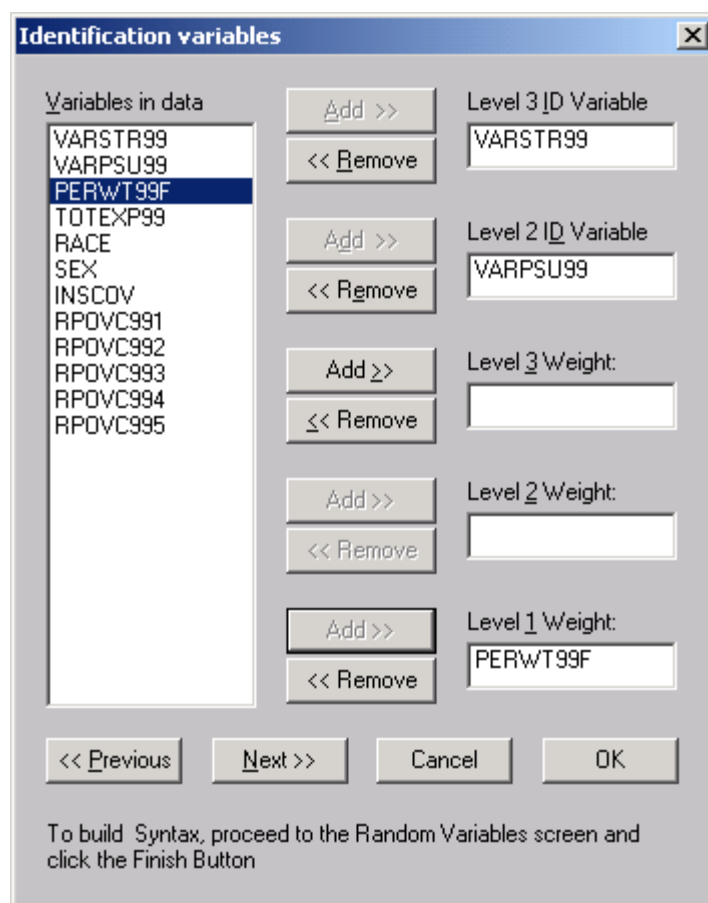 Identification variables
Variables in data
VARSTR99
VARPSU99
PERWT99F
TOTEXP99
RACE
SEX
INSCOV
RPOVC991
RPOVC992
RPOVC993
RPOVC994
RPOVC995
Add >>
<< Remove
Level 3 ID Variable
VARSTR99
Add >>
<< Remove
Level 2 ID Variable
VARPSU99
Add >>
<< Remove
Level 3 Weight:
Add >>
<< Remove
Level 2 Weight:
Add >>
<< Remove
Level 1 Weight:
PERWT99F
<< Previous
Next >>
Cancel
OK
To build  Syntax, proceed to the Random Variables screen and
click the Finish Button